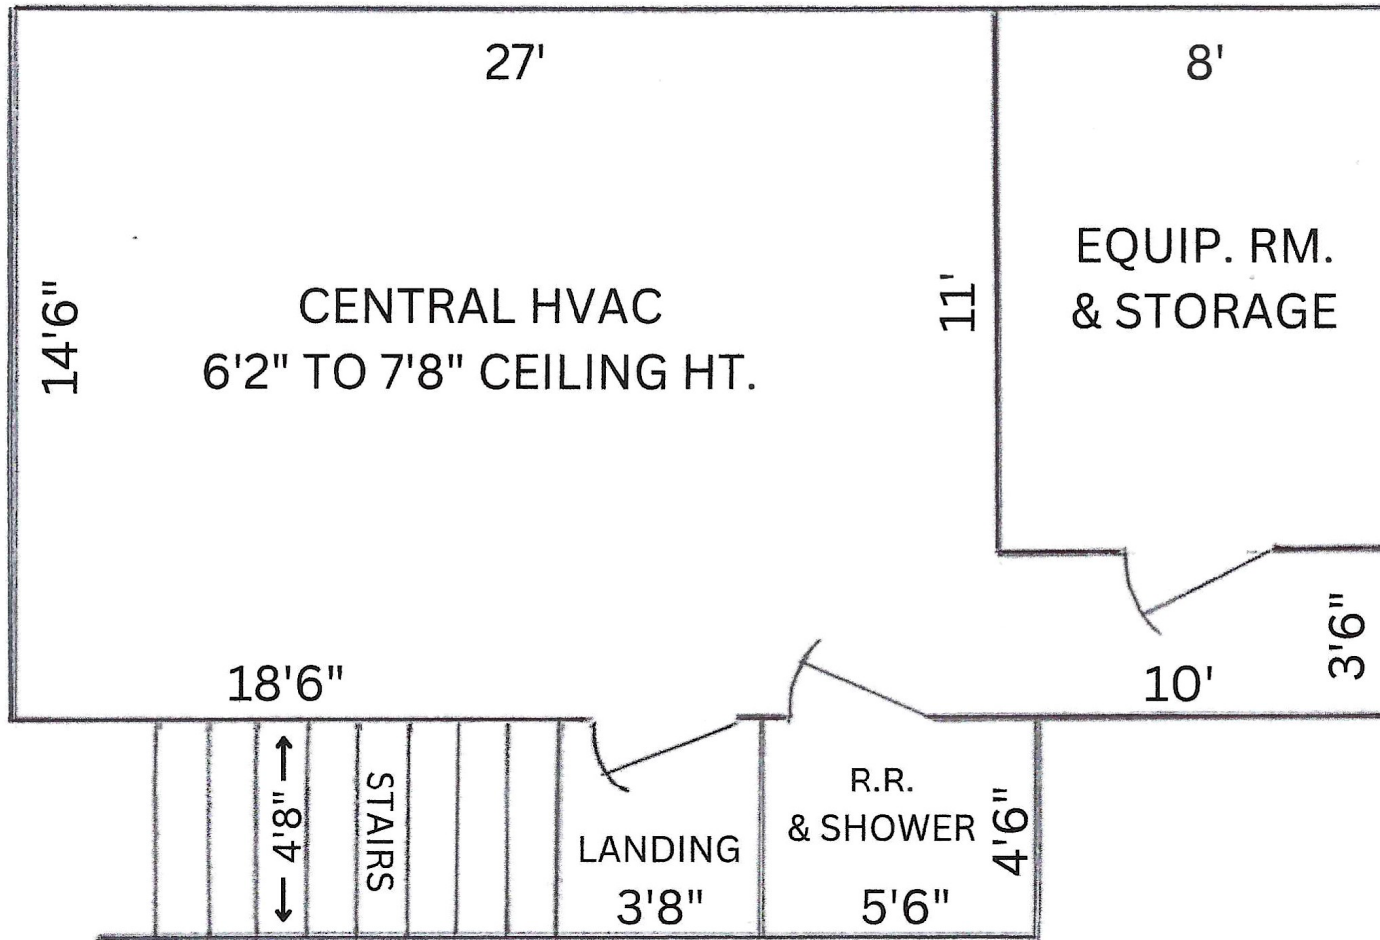 27'
8'
EQUIP. RM.
& STORAGE
11'
14'6"
CENTRAL HVAC
6'2" TO 7'8" CEILING HT.
3'6"
18'6"
10'
4'8"
STAIRS
R.R.
& SHOWER
4'6"
LANDING
3'8"
5'6"